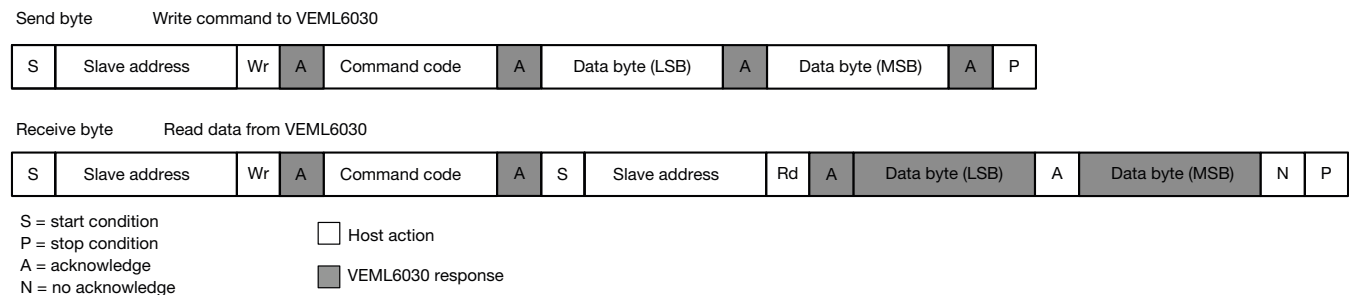 Send byte Write command to VEML6030
S Slave address Wr A Command code A Data byte (LSB) A Data byte (MSB) A P
Receive byte Read data from VEML6030
S Slave address Wr A Command code A S Slave address Rd A Data byte (LSB) A Data byte (MSB) N P
S = start condition
P = stop condition
A = acknowledge
N = no acknowledge
Host action
VEML6030 response